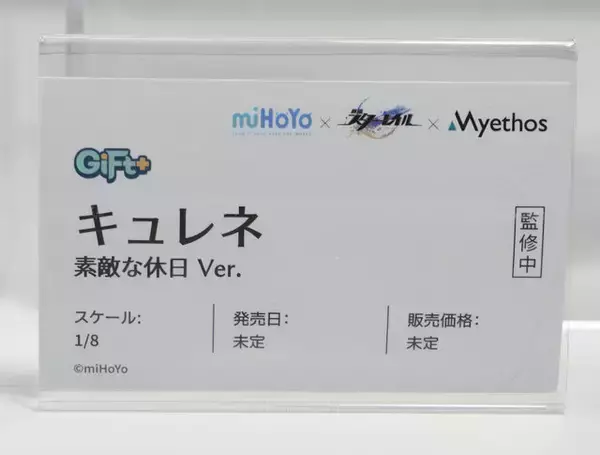 miHoYo × 崩壊 スターレイル × Myethos
GiFt+
キュレネ
素敵な休日 Ver.
監修中
スケール:
1/8
発売日:
未定
販売価格:
未定
©miHoYo